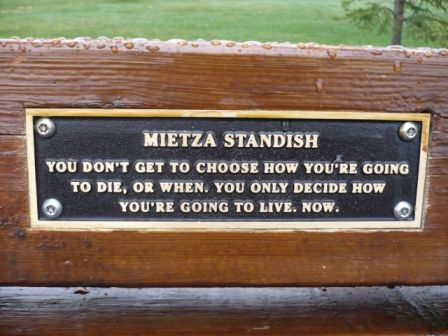 MIETZA STANDISH
YOU DON'T GET TO CHOOSE HOW YOU'RE GOING
TO DIE, OR WHEN. YOU ONLY DECIDE HOW
YOU'RE GOING TO LIVE. NOW.